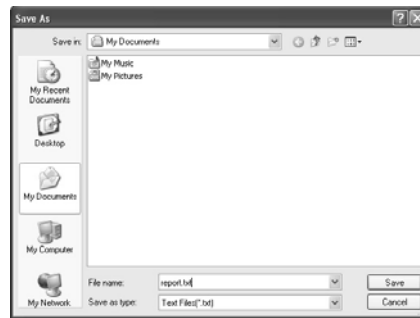 Save As
Save in:
My Documents
My Music
My Pictures
My Recent
Documents
Desktop
My Documents
My Computer
My Network
File name:
report.txt
Save
Save as type:
Text Files(*.txt)
Cancel